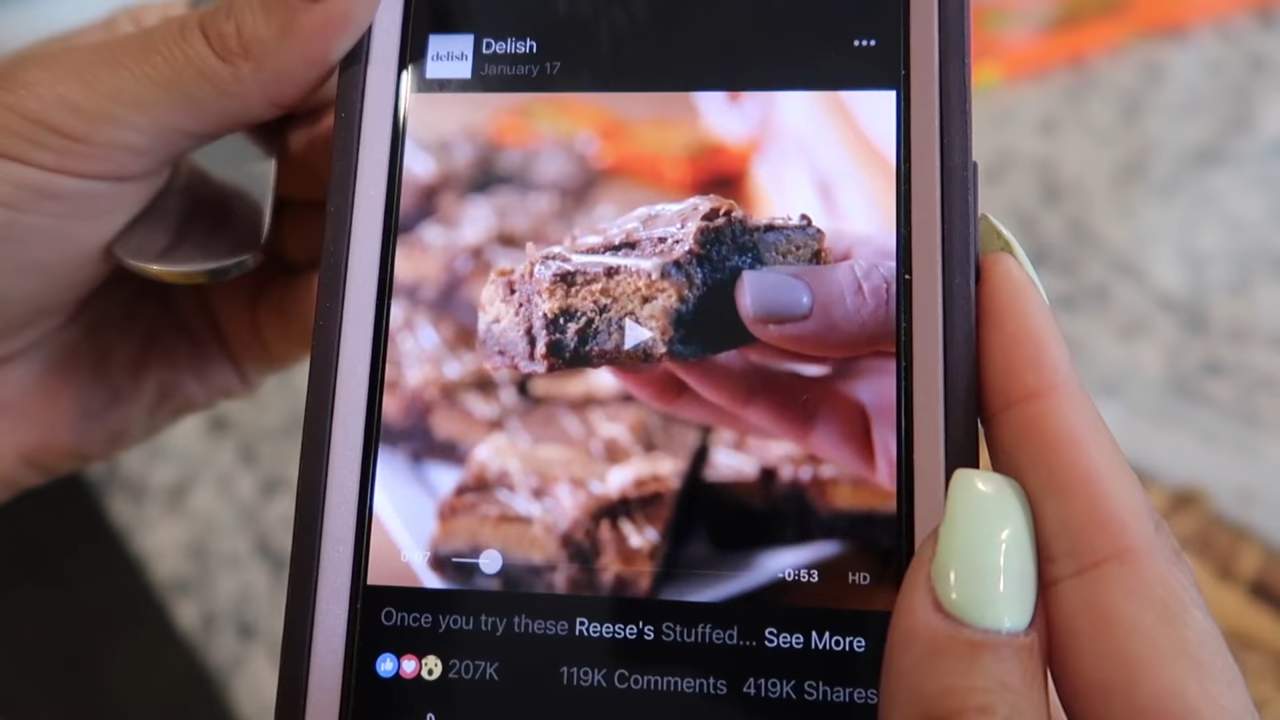 delish
Delish
January 17
0:07
-0:53
HD
Once you try these Reese's Stuffed... See More
207K
119K Comments
419K Shares